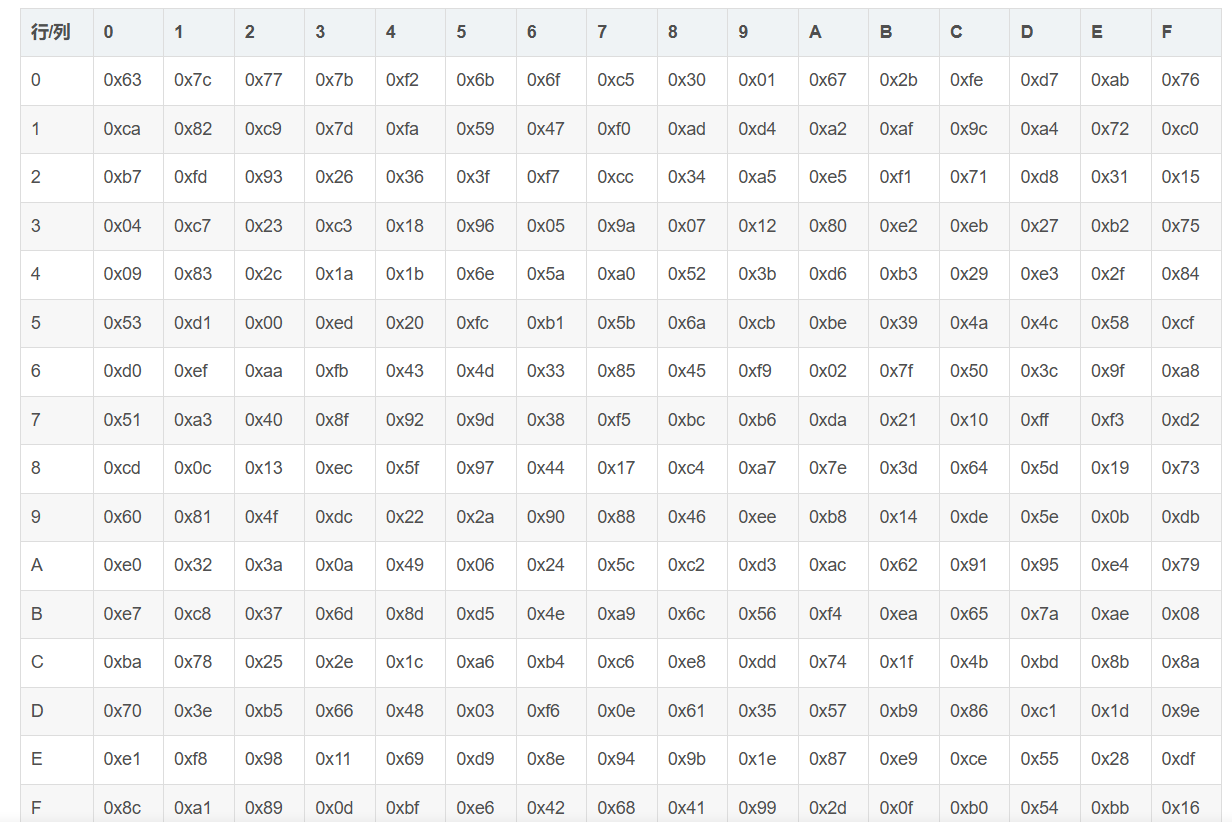 行/列 0 1 2 3 4 5 6 7 8 9 A B C D E F
0 0x63 0x7c 0x77 0x7b 0xf2 0x6b 0x6f 0xc5 0x30 0x01 0x67 0x2b 0xfe 0xd7 0xab 0x76
1 0xca 0x82 0xc9 0x7d 0xfa 0x59 0x47 0xf0 0xad 0xd4 0xa2 0xaf 0x9c 0xa4 0x72 0xc0
2 0xb7 0xfd 0x93 0x26 0x36 0x3f 0xf7 0xcc 0x34 0xa5 0xe5 0xf1 0x71 0xd8 0x31 0x15
3 0x04 0xc7 0x23 0xc3 0x18 0x96 0x05 0x9a 0x07 0x12 0x80 0xe2 0xeb 0x27 0xb2 0x75
4 0x09 0x83 0x2c 0x1a 0x1b 0x6e 0x5a 0xa0 0x52 0x3b 0xd6 0xb3 0x29 0xe3 0x2f 0x84
5 0x53 0xd1 0x00 0xed 0x20 0xfc 0xb1 0x5b 0x6a 0xcb 0xbe 0x39 0x4a 0x4c 0x58 0xcf
6 0xd0 0xef 0xaa 0xfb 0x43 0x4d 0x33 0x85 0x45 0xf9 0x02 0x7f 0x50 0x3c 0x9f 0xa8
7 0x51 0xa3 0x40 0x8f 0x92 0x9d 0x38 0xf5 0xbc 0xb6 0xda 0x21 0x10 0xff 0xf3 0xd2
8 0xcd 0x0c 0x13 0xec 0x5f 0x97 0x44 0x17 0xc4 0xa7 0x7e 0x3d 0x64 0x5d 0x19 0x73
9 0x60 0x81 0x4f 0xdc 0x22 0x2a 0x90 0x88 0x46 0xee 0xb8 0x14 0xde 0x5e 0x0b 0xdb
A 0xe0 0x32 0x3a 0x0a 0x49 0x06 0x24 0x5c 0xc2 0xd3 0xac 0x62 0x91 0x95 0xe4 0x79
B 0xe7 0xc8 0x37 0x6d 0x8d 0xd5 0x4e 0xa9 0x6c 0x56 0xf4 0xea 0x65 0x7a 0xae 0x08
C 0xba 0x78 0x25 0x2e 0x1c 0xa6 0xb4 0xc6 0xe8 0xdd 0x74 0x1f 0x4b 0xbd 0x8b 0x8a
D 0x70 0x3e 0xb5 0x66 0x48 0x03 0xf6 0x0e 0x61 0x35 0x57 0xb9 0x86 0xc1 0x1d 0x9e
E 0xe1 0xf8 0x98 0x11 0x69 0xd9 0x8e 0x94 0x9b 0x1e 0x87 0xe9 0xce 0x55 0x28 0xdf
F 0x8c 0xa1 0x89 0x0d 0xbf 0xe6 0x42 0x68 0x41 0x99 0x2d 0x0f 0xb0 0x54 0xbb 0x16